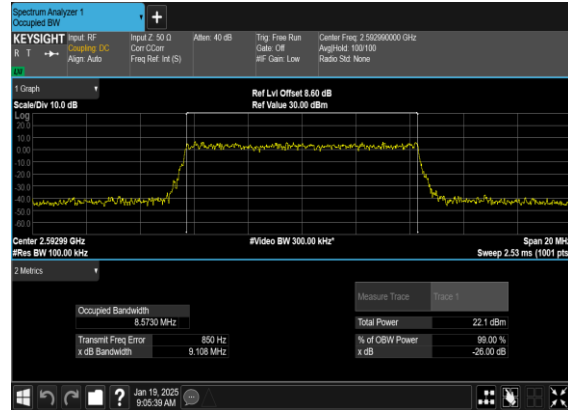 Spectrum Analyzer 1
Occupied BW
KEYSIGHT
R T
LM
Input: RF
Coupling: DC
Align: Auto
Input Z: 50 Ω
Corr CCorr
Freq Ref: Int (S)
Atten: 40 dB
Trig: Free Run
Gate: Off
#IF Gain: Low
Center Freq: 2.592990000 GHz
Avg|Hold: 100/100
Radio Std: None
1 Graph
Scale/Div 10.0 dB
Ref Lvl Offset 8.60 dB
Ref Value 30.00 dBm
Log
20.0
10.0
0.00
-10.0
-20.0
-30.0
-40.0
-50.0
-60.0
Center 2.59299 GHz
#Res BW 100.00 kHz
#Video BW 300.00 kHz*
Span 20 MHz
Sweep 2.53 ms (1001 pts
2 Metrics
Measure Trace Trace 1
Occupied Bandwidth
8.5730 MHz
Total Power 22.1 dBm
Transmit Freq Error 850 Hz
% of OBW Power 99.00 %
x dB Bandwidth 9.108 MHz
x dB -26.00 dB
?
Jan 19, 2025
9:05:39 AM